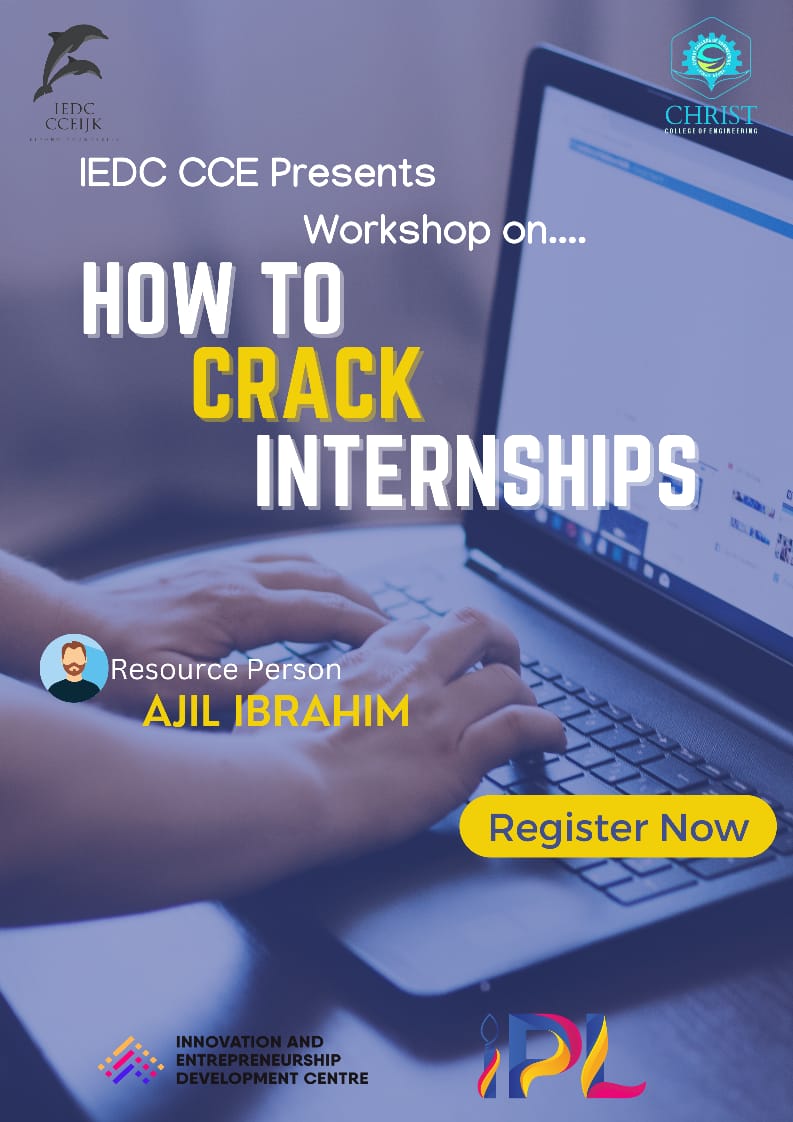 IEDC
CCEIJK
CHRIST
COLLEGE OF ENGINEERING
IEDC CCE Presents
Workshop on....
HOW TO
CRACK
INTERNSHIPS
Resource Person
AJIL IBRAHIM
Register Now
INNOVATION AND
ENTREPRENEURSHIP
DEVELOPMENT CENTRE
iPL